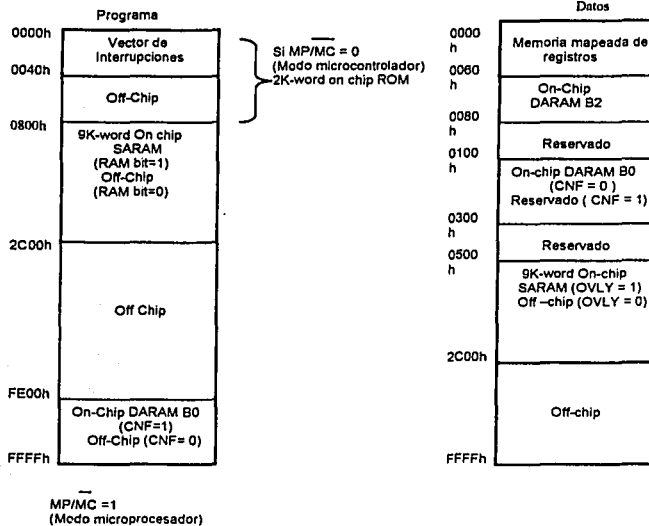 Programa
0000h
Vector de
Interrupciones
0040h
Off-Chip
0800h
9K-word On chip
SARAM
(RAM bit=1)
Off-Chip
(RAM bit=0)
2C00h
Off Chip
FE00h
On-Chip DARAM B0
(CNF=1)
Off-Chip (CNF= 0)
FFFFh
MP/MC =1
(Modo microprocesador)
Si MP/MC = 0
(Modo microcontrolador)
2K-word on chip ROM
Datos
0000
h
Memoria mapeada de
registros
0060
h
On-Chip
DARAM B2
0080
h
Reservado
0100
h
On-chip DARAM B0
(CNF = 0 )
Reservado ( CNF = 1)
0300
h
Reservado
0500
h
9K-word On-chip
SARAM (OVLY = 1)
Off –chip (OVLY = 0)
2C00h
Off-chip
FFFFh